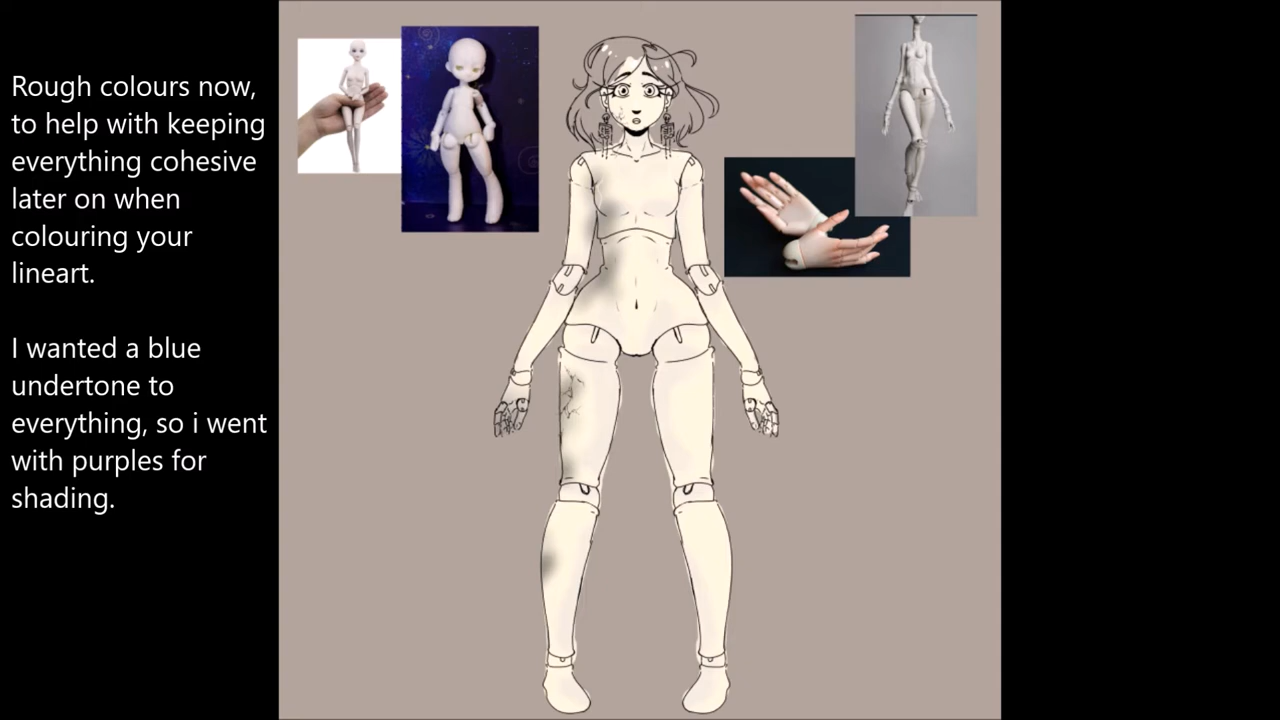 Rough colours now,
to help with keeping
everything cohesive
later on when
colouring your
lineart.
I wanted a blue
undertone to
everything, so i went
with purples for
shading.